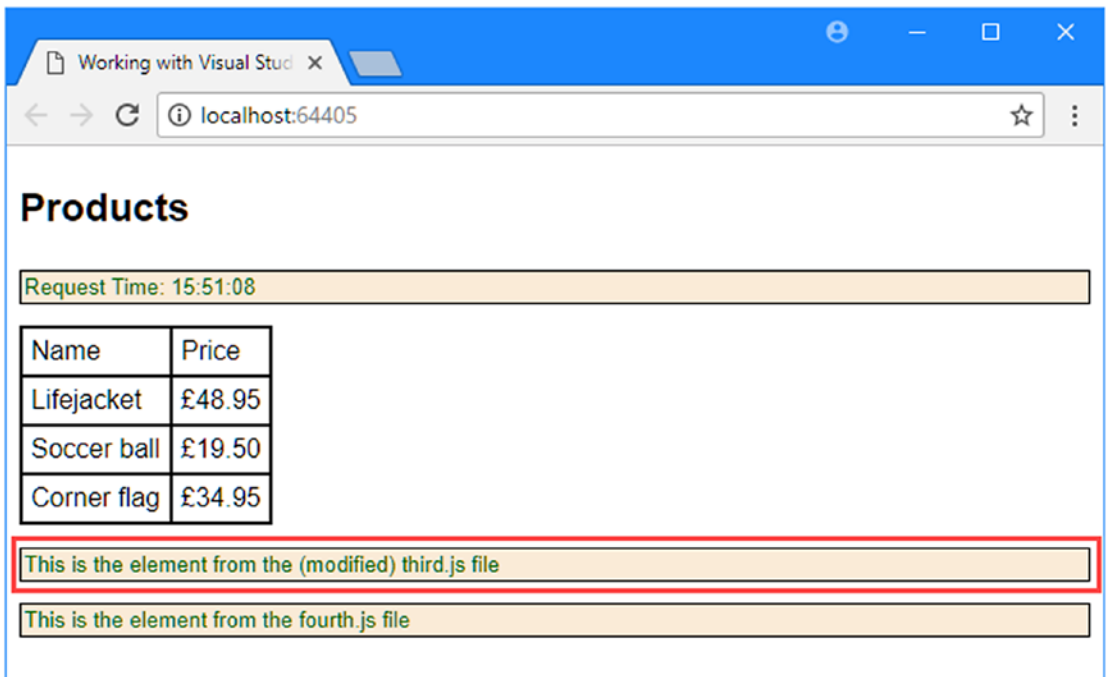 Working with Visual Stud
localhost:64405
Products
Request Time: 15:51:08
Name Price
Lifejacket £48.95
Soccer ball £19.50
Corner flag £34.95
This is the element from the (modified) third.js file
This is the element from the fourth.js file